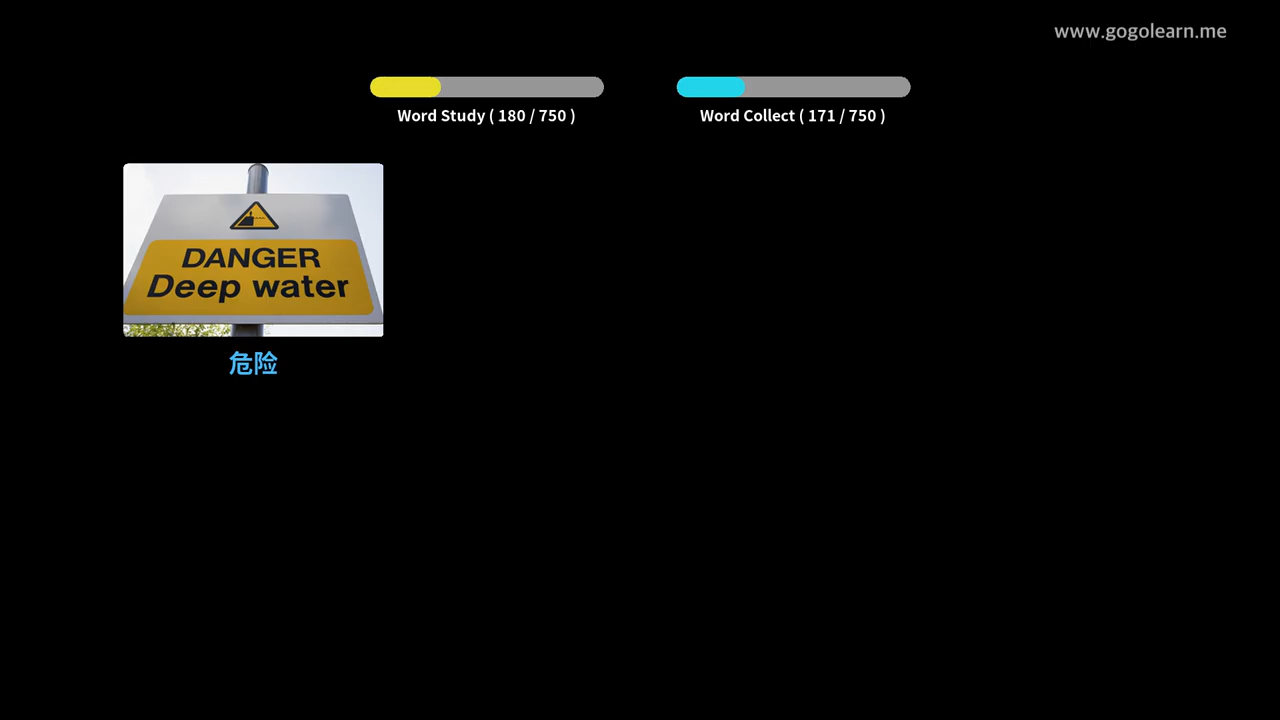 www.gogolearn.me
Word Study ( 180 / 750 )
Word Collect ( 171 / 750 )
DANGER
Deep water
危险